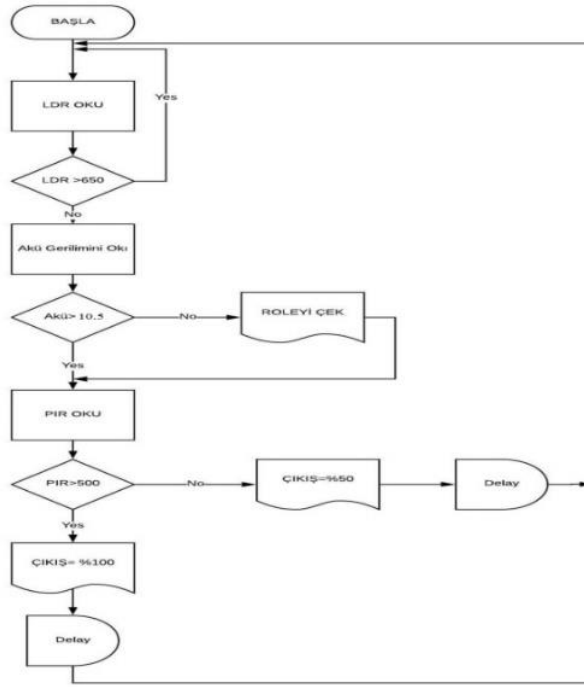 BAŞLA
Yes
LDR OKU
LDR >650
No
Akü Gerilimini Okı
Akü> 10.5
No
ROLEYİ ÇEK
Yes
PIR OKU
PIR>500
No
ÇIKIŞ=%50
Delay
Yes
ÇIKIŞ= %100
Delay